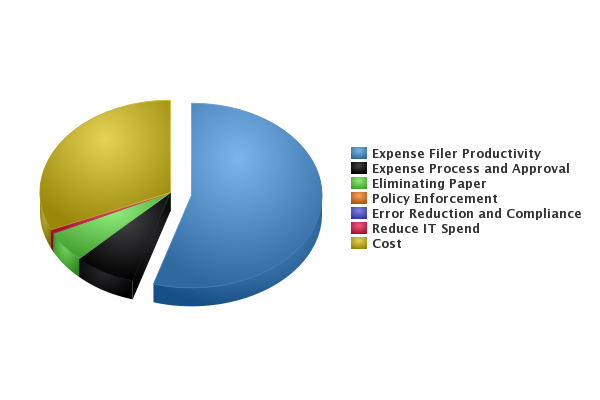 Expense Filer Productivity
Expense Process and Approval
Eliminating Paper
Policy Enforcement
Error Reduction and Compliance
Reduce IT Spend
Cost